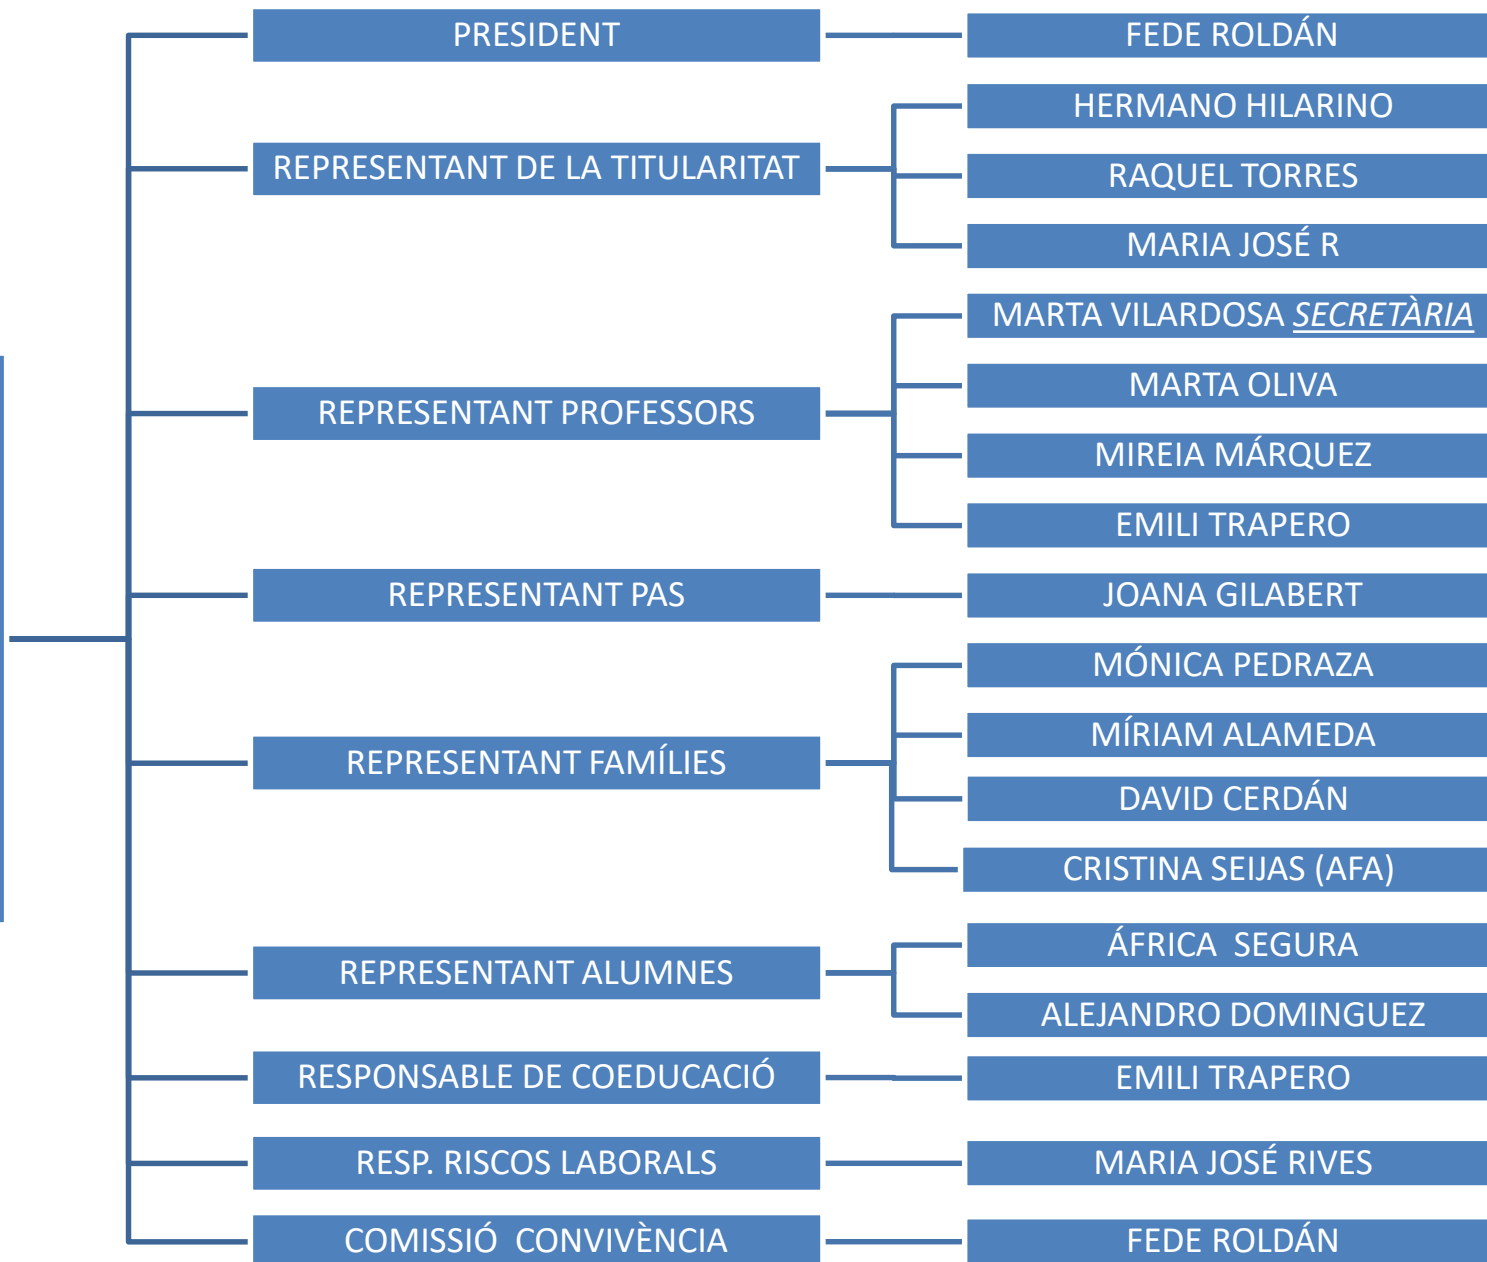 PRESIDENT
FEDE ROLDÁN
REPRESENTANT DE LA TITULARITAT
HERMANO HILARINO
RAQUEL TORRES
MARIA JOSÉ R
REPRESENTANT PROFESSORS
MARTA VILARDOSA SECRETÀRIA
MARTA OLIVA
MIREIA MÁRQUEZ
EMILI TRAPERO
REPRESENTANT PAS
JOANA GILABERT
REPRESENTANT FAMÍLIES
MÓNICA PEDRAZA
MÍRIAM ALAMEDA
DAVID CERDÁN
CRISTINA SEIJAS (AFA)
REPRESENTANT ALUMNES
ÁFRICA  SEGURA
ALEJANDRO DOMINGUEZ
RESPONSABLE DE COEDUCACIÓ
EMILI TRAPERO
RESP. RISCOS LABORALS
MARIA JOSÉ RIVES
COMISSIÓ  CONVIVÈNCIA
FEDE ROLDÁN